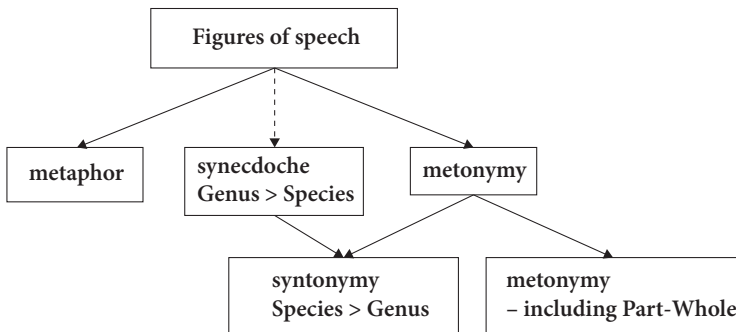 Figures of speech
metaphor
synecdoche
Genus > Species
metonymy
syntonymy
Species > Genus
metonymy
– including Part-Whole